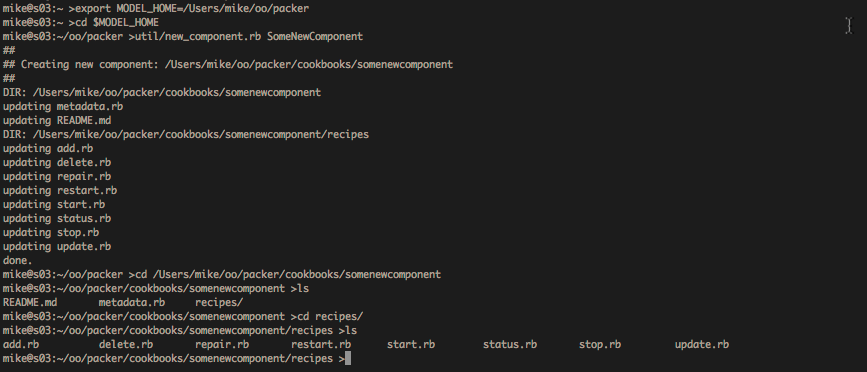 mike@s03:~ >export MODEL_HOME=/Users/mike/oo/packer
mike@s03:~ >cd $MODEL_HOME
mike@s03:~/oo/packer >util/new_component.rb SomeNewComponent
##
## Creating new component: /Users/mike/oo/packer/cookbooks/somenewcomponent
##
DIR: /Users/mike/oo/packer/cookbooks/somenewcomponent
updating metadata.rb
updating README.md
DIR: /Users/mike/oo/packer/cookbooks/somenewcomponent/recipes
updating add.rb
updating delete.rb
updating repair.rb
updating restart.rb
updating start.rb
updating status.rb
updating stop.rb
updating update.rb
done.
mike@s03:~/oo/packer >cd /Users/mike/oo/packer/cookbooks/somenewcomponent
mike@s03:~/oo/packer/cookbooks/somenewcomponent >ls
README.md metadata.rb recipes/
mike@s03:~/oo/packer/cookbooks/somenewcomponent >cd recipes/
mike@s03:~/oo/packer/cookbooks/somenewcomponent/recipes >ls
add.rb delete.rb repair.rb restart.rb start.rb status.rb stop.rb update.rb
mike@s03:~/oo/packer/cookbooks/somenewcomponent/recipes >